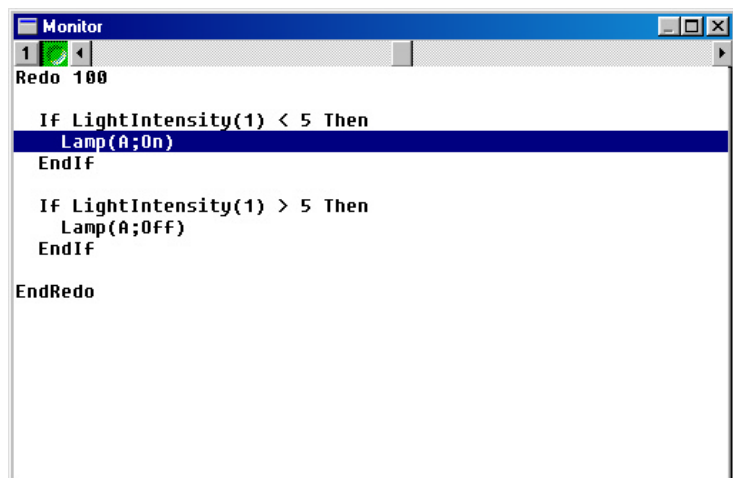 Monitor
1
Redo 100
If LightIntensity(1) < 5 Then
Lamp(A;On)
EndIf
If LightIntensity(1) > 5 Then
Lamp(A;Off)
EndIf
EndRedo